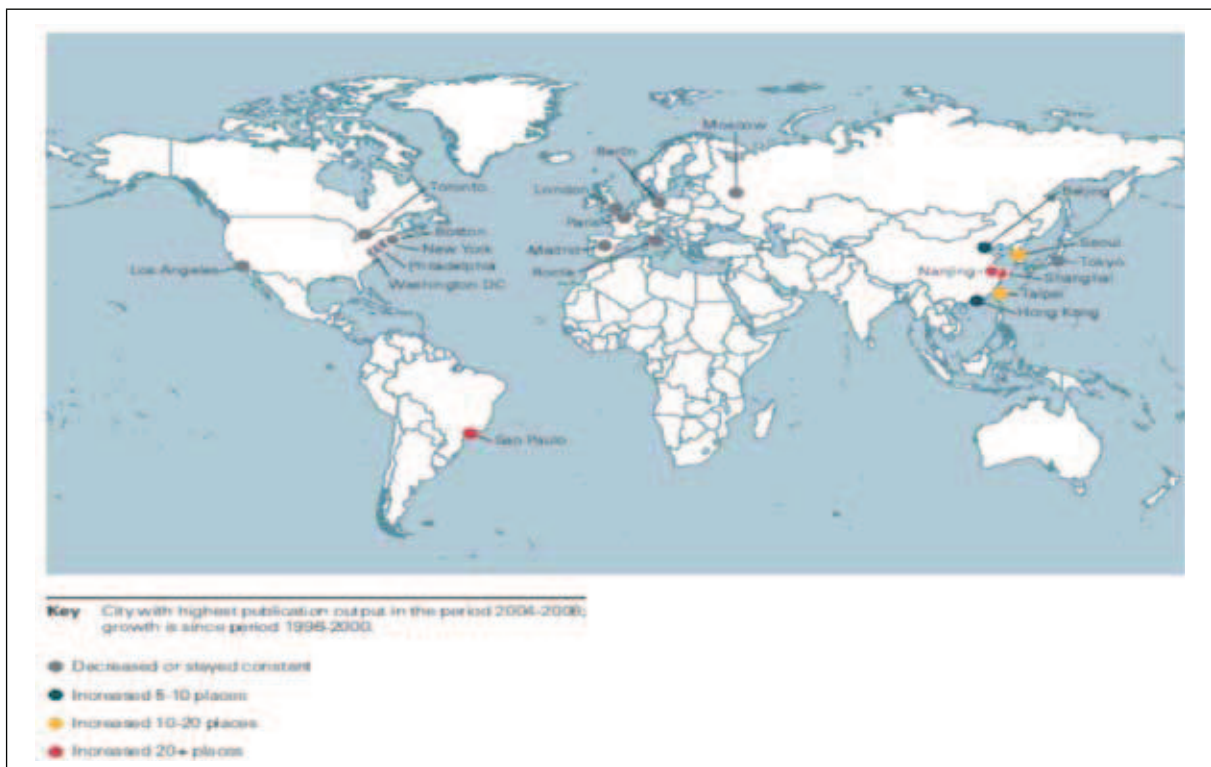 Moscow
Berlin
London
Toronto
Beijing
Paris
Boston
Seoul
Madrid
New York
Tokyo
Los Angeles
Philadelphia
Rome
Nanjing
Shanghai
Washington DC
Taipei
Hong Kong
Sao Paulo
Key City with highest publication output in the period 2004-2008;
growth is since period 1996-2000.
Decreased or stayed constant
Increased 5-10 places
Increased 10-20 places
Increased 20+ places